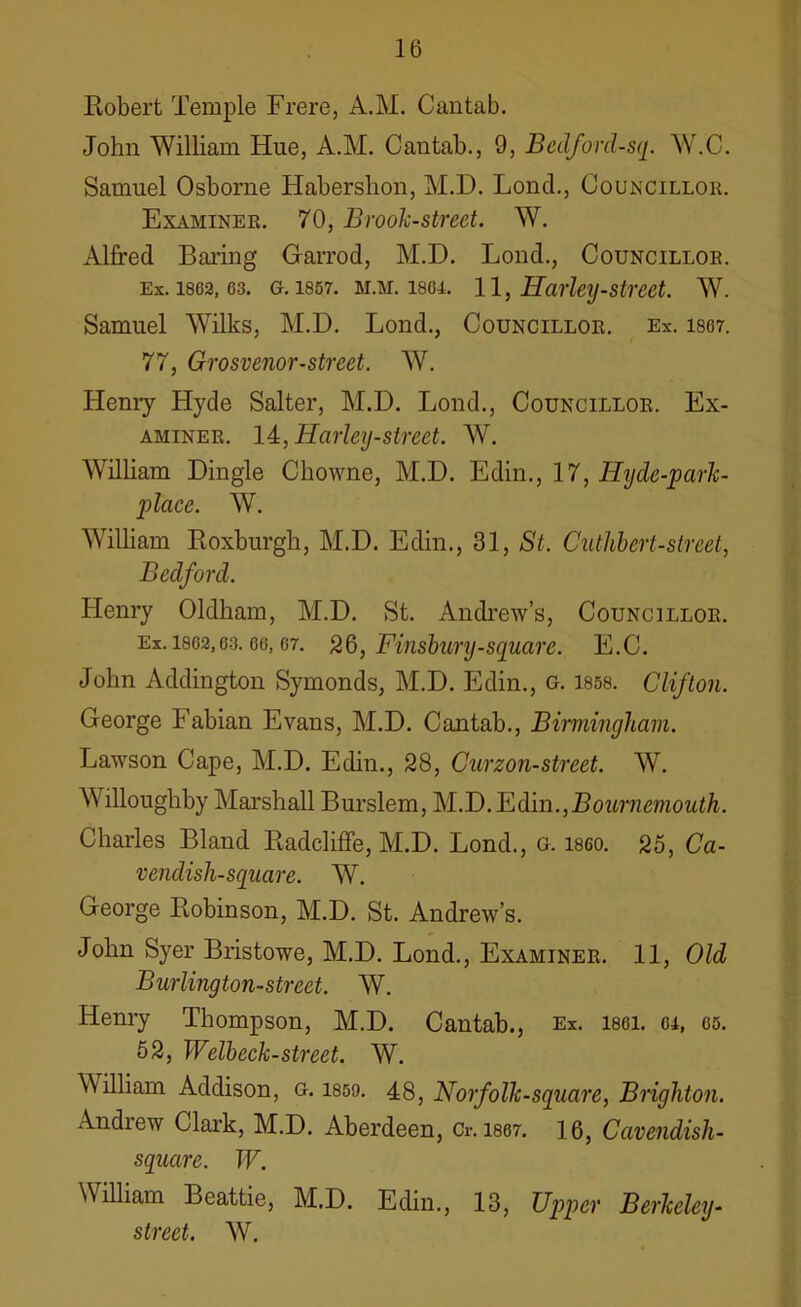 16
Robert Temple Frere, A.M. Cantab.
John William Hue, A.M. Cantab., 9, Bedford-sq. W.C.
Samuel Osborne Habershon, M.D. Lond., Councillor.
Examiner. 70, Brook-street. W.
Alfred Baring Garrod, M.D. Lond., Councillor.
Ex. 1862, 63. G. 1857. M.M. 1864. 11, Harley-street. W.
Samuel Wilks, M.D. Lond., Councillor. Ex. 1867.
77, Grosvenor-street. W.
Henry Hyde Salter, M.D. Lond., Councillor. Ex-
aminer. 14, Harley-street. W.
William Dingle Chowne, M.D. Edin., 17, Hyde-park-
place. W.
William Roxburgh, M.D. Edin., 31, St. Cuthbert-street,
Bedford.
Henry Oldham, M.D. St. Andrew's, Councillor.
Ex. 1862, 63. 66, 67. 26, Finsbury-square. E.C.
John Addington Symonds, M.D. Edin., G. 1858. Clifton.
George Fabian Evans, M.D. Cantab., Birmingham.
Lawson Cape, M.D. Edin., 28, Curzon-street. W.
Willoughby Marshall Burslem, M.D. Edin., Bournemouth.
Charles Bland Radcliffe, M.D. Lond., G. 1860. 25, Ca-
vendish-square. W.
George Robinson, M.D. St. Andrew's.
John Syer Bristowe, M.D. Lond., Examiner. 11, Old
Burlington-street. W.
Henry Thompson, M.D. Cantab., Ex. 1861. 64, 65.
52, Welbeck-street. W.
William Addison, G. 1859. 48, Norfolk-square, Brighton.
Andrew Clark, M.D. Aberdeen, Cr. 1867. 16, Cavendish-
square. W.
William Beattie, M.D. Edin., 13, Upper Berkeley-
street. W.